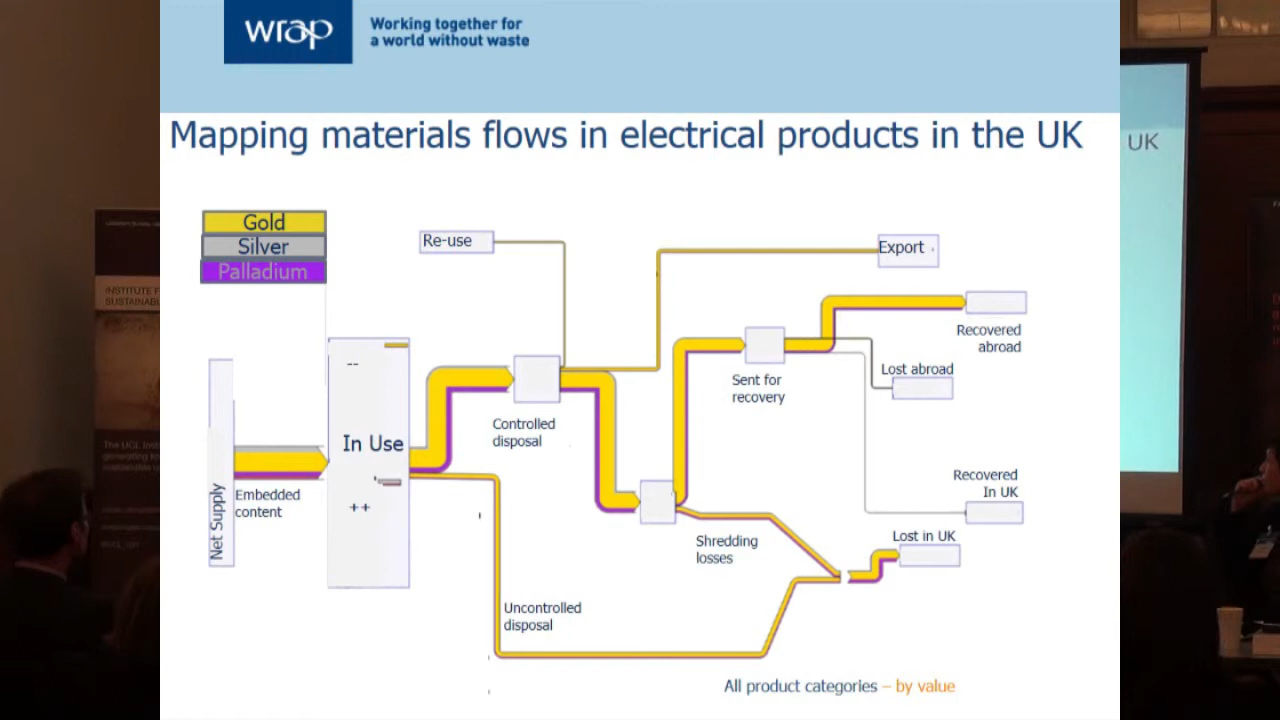 wrap
Working together for
a world without waste
Mapping materials flows in electrical products in the UK
UK
Gold
Silver
Palladium
Re-use
Export
Recovered
abroad
Sent for
recovery
Lost abroad
--
In Use
++
Controlled
disposal
Net Supply
Embedded
content
Recovered
In UK
Lost in UK
Shredding
losses
Uncontrolled
disposal
All product categories – by value
INSTITUTE F
SUSTAINAB